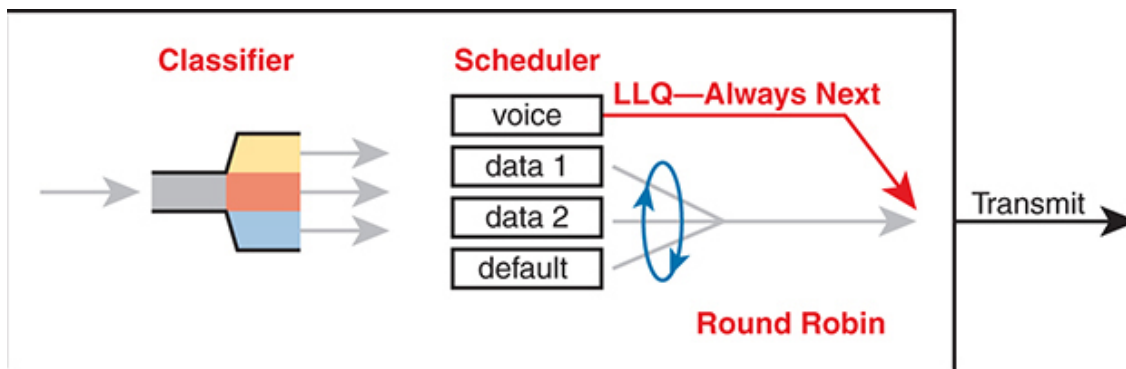 Classifier
Scheduler
LLQ—Always Next
voice
data 1
data 2
default
Transmit
Round Robin